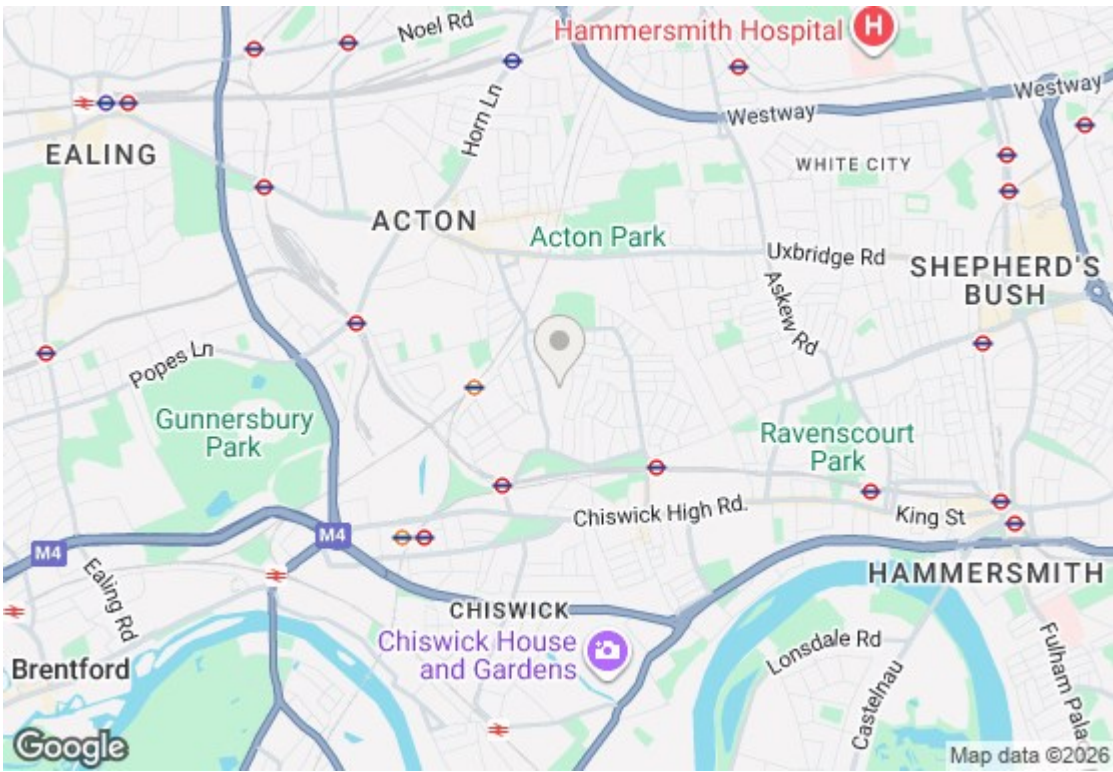 Noel Rd
Hammersmith Hospital
H
Westway
Westway
Horn Ln
EALING
WHITE CITY
ACTON
Acton Park
Uxbridge Rd
SHEPHERD'S
BUSH
Askew Rd
Popes Ln
Gunnersbury
Park
Ravenscourt
Park
Chiswick High Rd.
King St
M4
M4
Ealing Rd
HAMMERSMITH
CHISWICK
Chiswick House
and Gardens
Lonsdale Rd
Castelnau
Fulham Pala
Brentford
Google
Map data ©2026